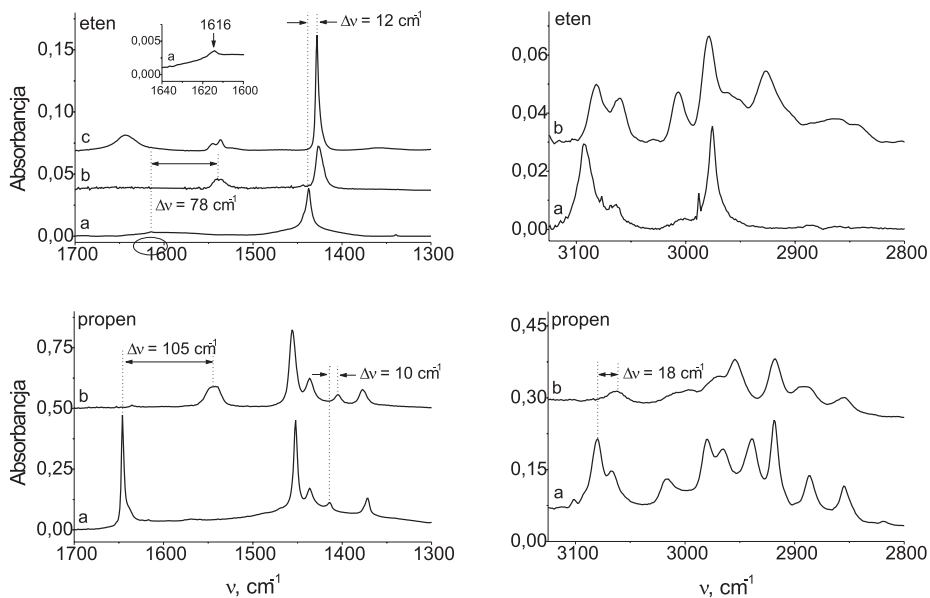 eten
Δν = 12 cm⁻¹
0,15
0,10
0,05
0,00
Absorbancja
1616
0,005
0,000
a
1640
1620
1600
c
b
a
Δν = 78 cm⁻¹
1700
1600
1500
1400
1300
eten
0,06
0,04
0,02
0,00
b
a
3100
3000
2900
2800
propen
Δν = 105 cm⁻¹
Δν = 10 cm⁻¹
0,75
0,50
0,25
0,00
Absorbancja
b
a
1700
1600
1500
1400
1300
ν, cm⁻¹
propen
Δν = 18 cm⁻¹
0,45
0,30
0,15
0,00
b
a
3100
3000
2900
2800
ν, cm⁻¹